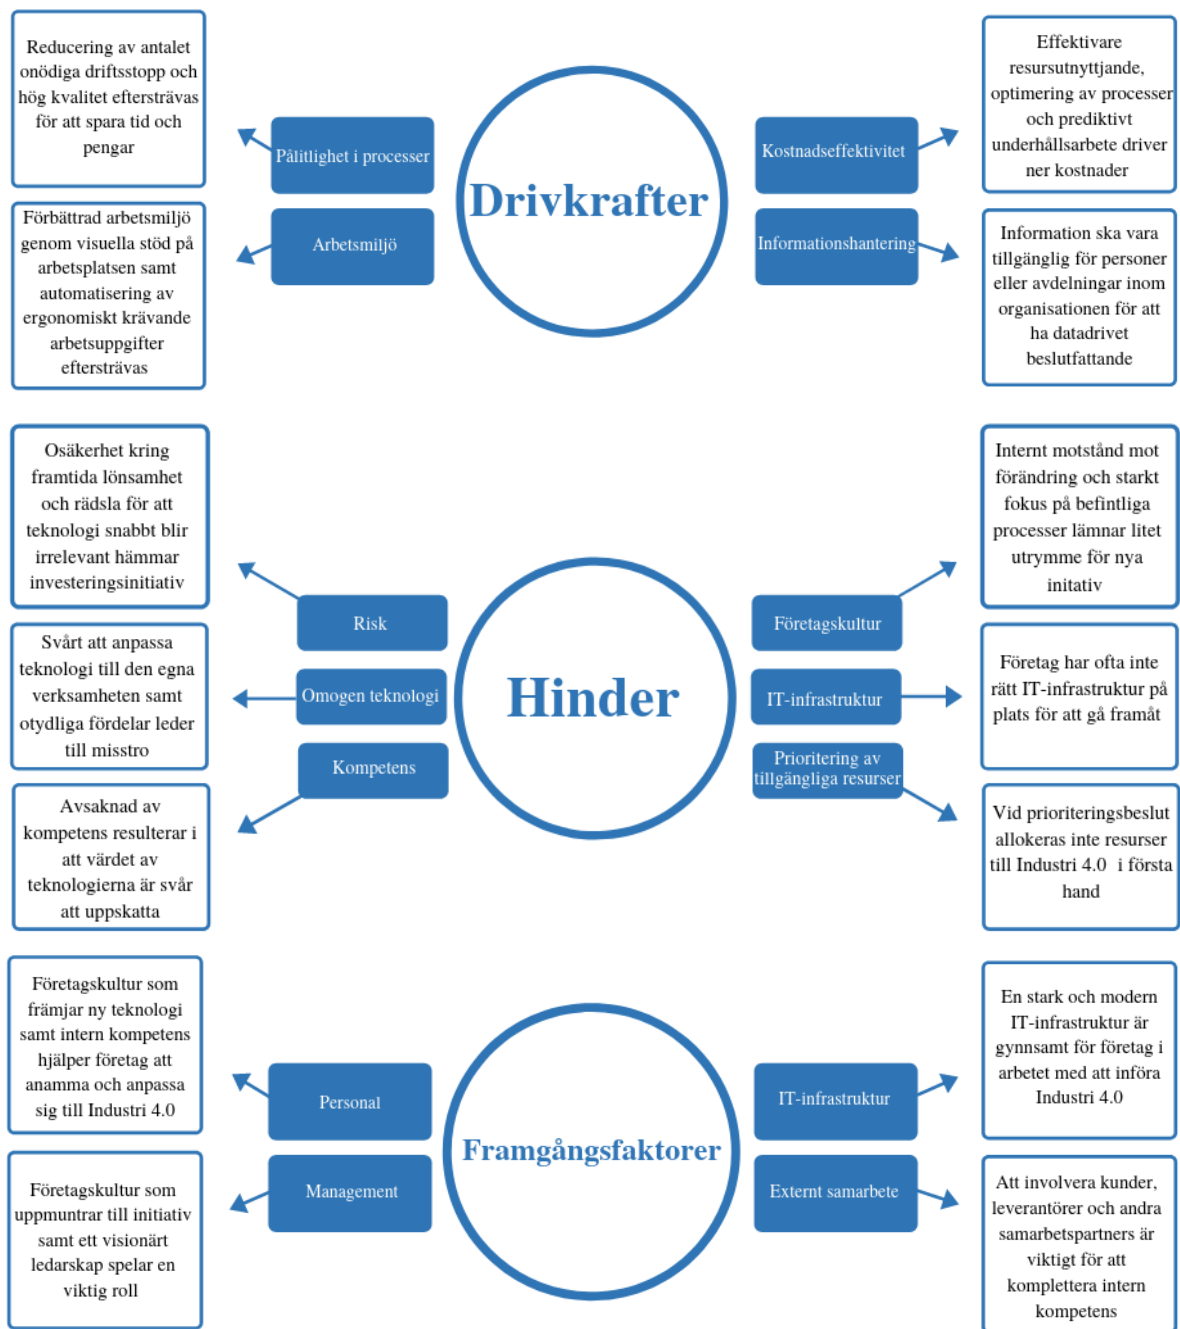 Reducering av antalet
onödiga driftsstopp och
hög kvalitet eftersträvas
för att spara tid och
pengar
Pålitlighet i processer
Förbättrad arbetsmiljö
genom visuella stöd på
arbetsplatsen samt
automatisering av
ergonomiskt krävande
arbetsuppgifter
eftersträvas
Arbetsmiljö
Drivkrafter
Kostnadseffektivitet
Effektivare
resursutnyttjande,
optimering av processer
och prediktivt
underhållsarbete driver
ner kostnader
Informationshantering
Information ska vara
tillgänglig för personer
eller avdelningar inom
organisationen för att
ha datadrivet
beslutfattande
Osäkerhet kring
framtida lönsamhet
och rädsla för att
teknologi snabbt blir
irrelevant hämmar
investeringsinitiativ
Risk
Svårt att anpassa
teknologi till den egna
verksamheten samt
otydliga fördelar leder
till misstro
Omogen teknologi
Avsaknad av
kompetens resulterar i
att värdet av
teknologierna är svår
att uppskatta
Kompetens
Hinder
Företagskultur
Internt motstånd mot
förändring och starkt
fokus på befintliga
processer lämnar litet
utrymme för nya
initativ
IT-infrastruktur
Företag har ofta inte
rätt IT-infrastruktur på
plats för att gå framåt
Prioritering av
tillgängliga resurser
Vid prioriteringsbeslut
allokeras inte resurser
till Industri 4.0 i första
hand
Företagskultur som
främjar ny teknologi
samt intern kompetens
hjälper företag att
anamma och anpassa
sig till Industri 4.0
Personal
Företagskultur som
uppmuntrar till initiativ
samt ett visionärt
ledarskap spelar en
viktig roll
Management
Framgångsfaktorer
IT-infrastruktur
En stark och modern
IT-infrastruktur är
gynnsamt för företag i
arbetet med att införa
Industri 4.0
Externt samarbete
Att involvera kunder,
leverantörer och andra
samarbetspartners är
viktigt för att
komplettera intern
kompetens